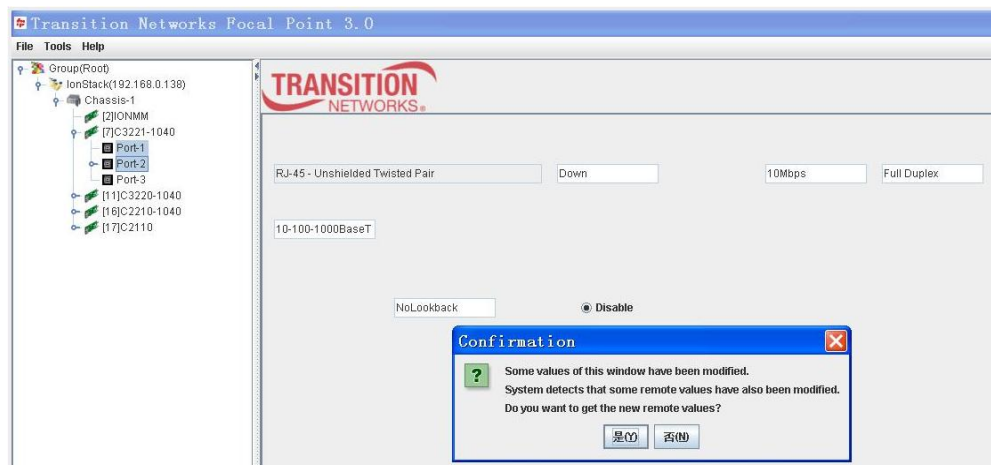 Transition Networks Focal Point 3.0
File Tools Help
Group(Root)
IonStack(192.168.0.138)
Chassis-1
[2]IONMM
[7]C3221-1040
Port-1
Port-2
Port-3
[11]C3220-1040
[16]C2210-1040
[17]C2110
TRANSITION
NETWORKS®
RJ-45 - Unshielded Twisted Pair Down 10Mbps Full Duplex
10-100-1000BaseT
NoLookback Disable
Confirmation
Some values of this window have been modified.
System detects that some remote values have also been modified.
Do you want to get the new remote values?
是(Y) 否(N)